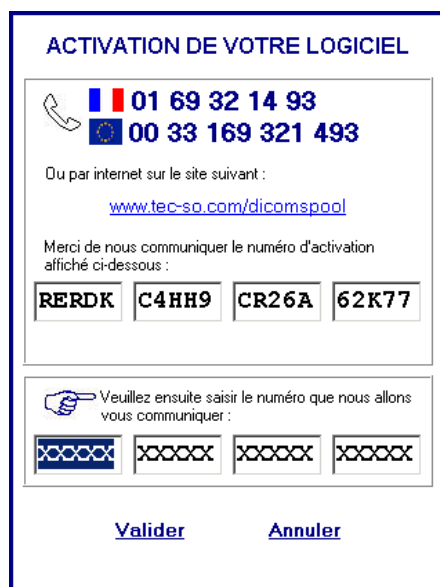 ACTIVATION DE VOTRE LOGICIEL
01 69 32 14 93
00 33 169 321 493
Ou par internet sur le site suivant :
www.tec-so.com/dicomspool
Merci de nous communiquer le numéro d'activation
affiché ci-dessous :
RERDK C4HH9 CR26A 62K77
Veuillez ensuite saisir le numéro que nous allons
vous communiquer :
XXXXX XXXXX XXXXX XXXXX
Valider Annuler